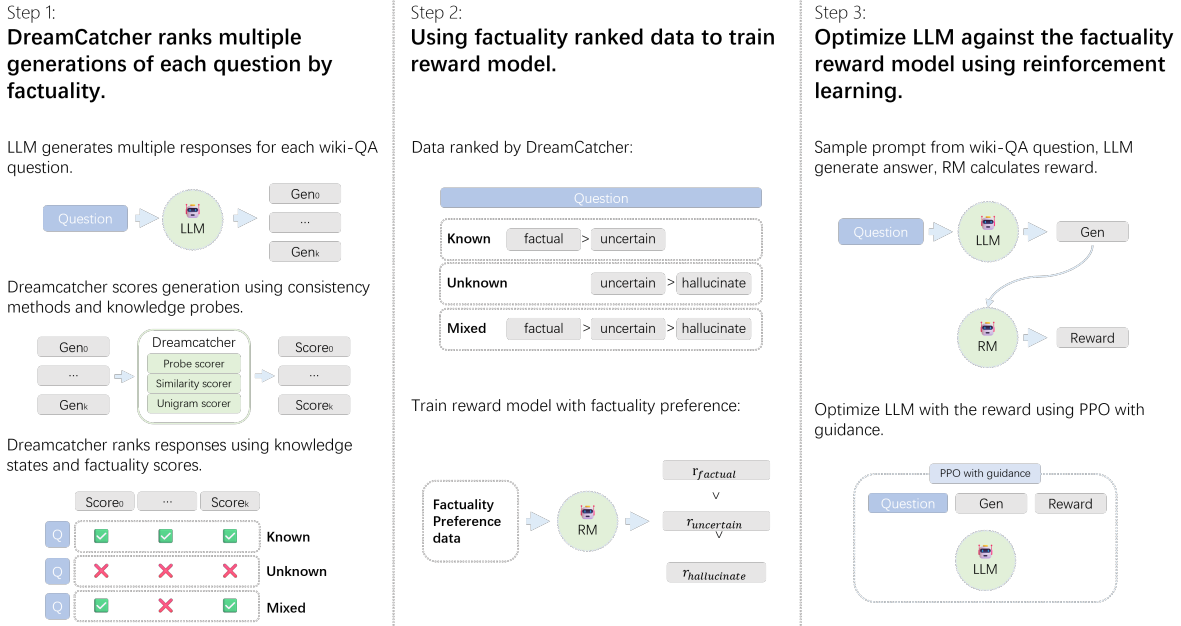 Step 1:
DreamCatcher ranks multiple
generations of each question by
factuality.
LLM generates multiple responses for each wiki-QA
question.
Question
LLM
Gen0
...
Genk
Dreamcatcher scores generation using consistency
methods and knowledge probes.
Gen0
...
Genk
Dreamcatcher
Probe scorer
Similarity scorer
Unigram scorer
Score0
...
Scorek
Dreamcatcher ranks responses using knowledge
states and factuality scores.
Score0 ... Scorek
Q Known
Q Unknown
Q Mixed
Step 2:
Using factuality ranked data to train
reward model.
Data ranked by DreamCatcher:
Question
Known factual > uncertain
Unknown uncertain > hallucinate
Mixed factual > uncertain > hallucinate
Train reward model with factuality preference:
Factuality
Preference
data
RM
r_factual
>
r_uncertain
>
r_hallucinate
Step 3:
Optimize LLM against the factuality
reward model using reinforcement
learning.
Sample prompt from wiki-QA question, LLM
generate answer, RM calculates reward.
Question
LLM
Gen
RM
Reward
Optimize LLM with the reward using PPO with
guidance.
PPO with guidance
Question Gen Reward
LLM